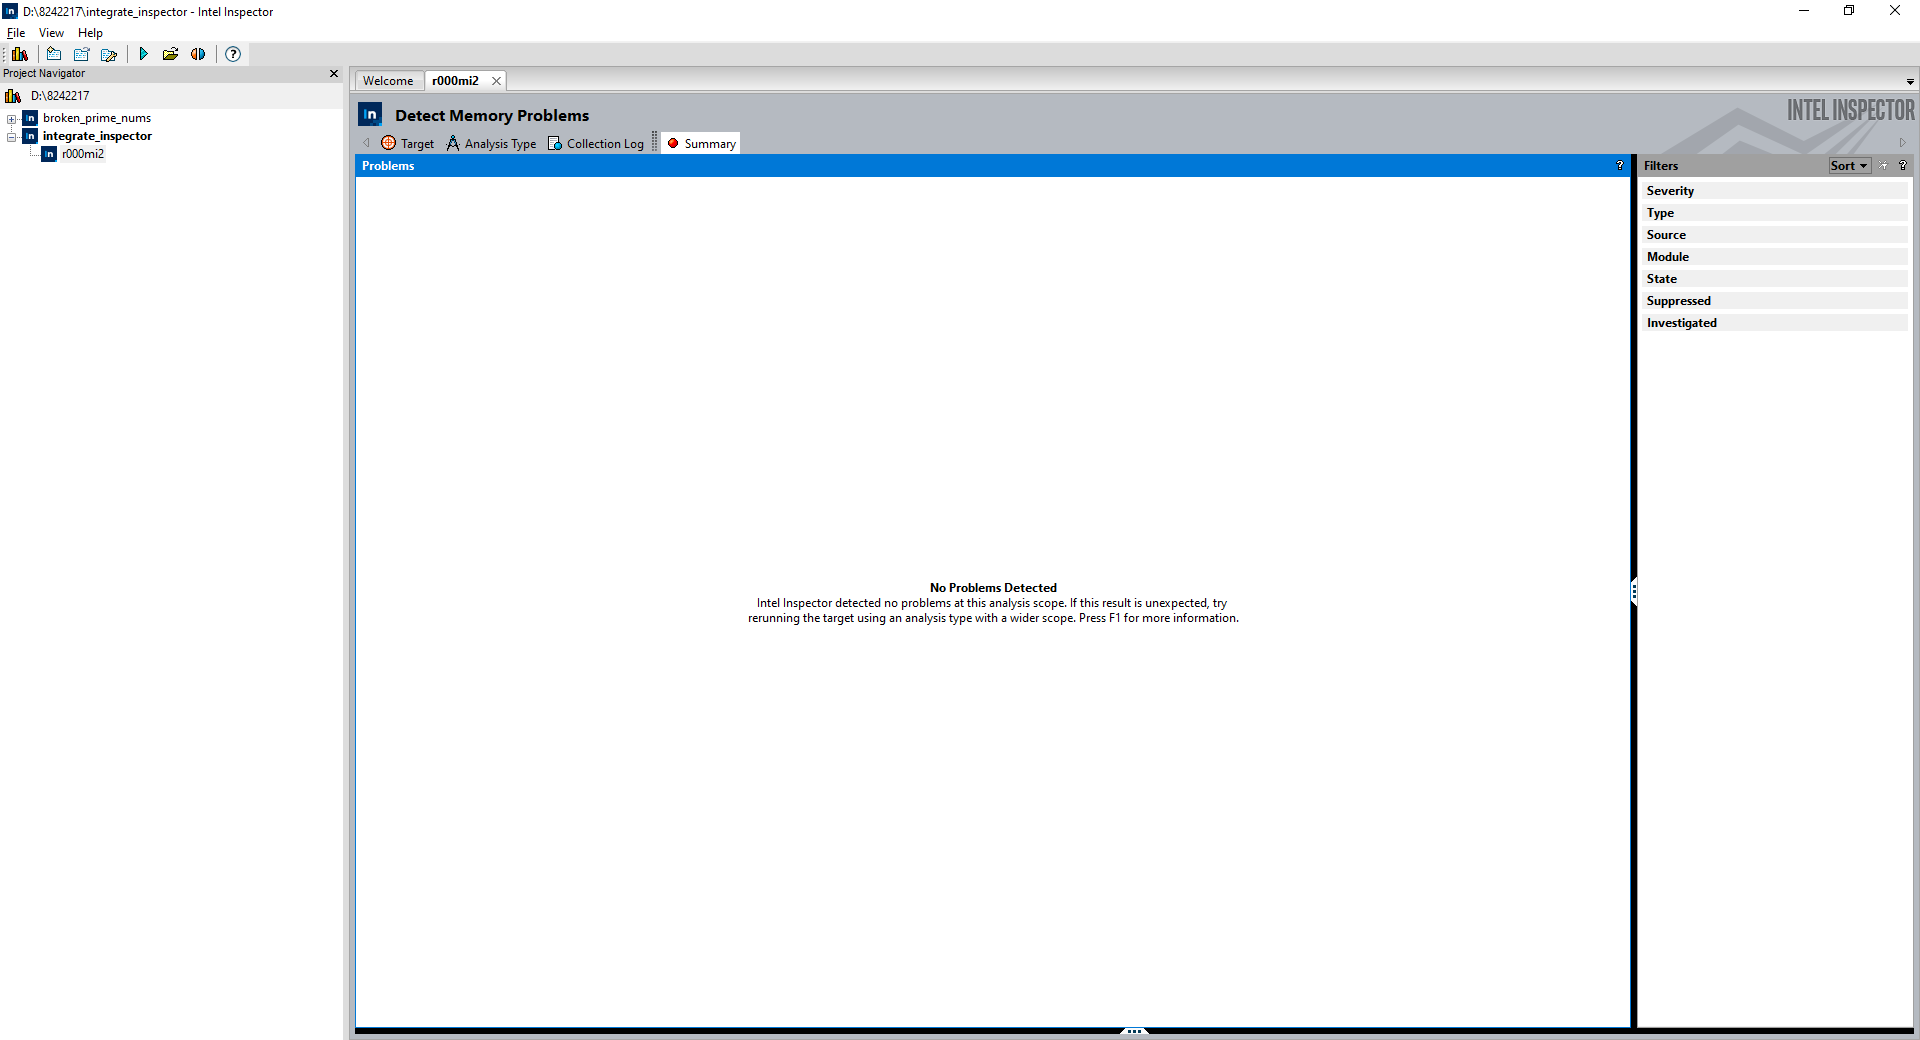 D:\8242217\integrate_inspector - Intel Inspector
File View Help
Project Navigator
D:\8242217
broken_prime_nums
integrate_inspector
r000mi2
Welcome r000mi2
Detect Memory Problems
INTEL INSPECTOR
Target Analysis Type Collection Log Summary
Problems ?
No Problems Detected
Intel Inspector detected no problems at this analysis scope. If this result is unexpected, try
rerunning the target using an analysis type with a wider scope. Press F1 for more information.
Filters Sort ?
Severity
Type
Source
Module
State
Suppressed
Investigated